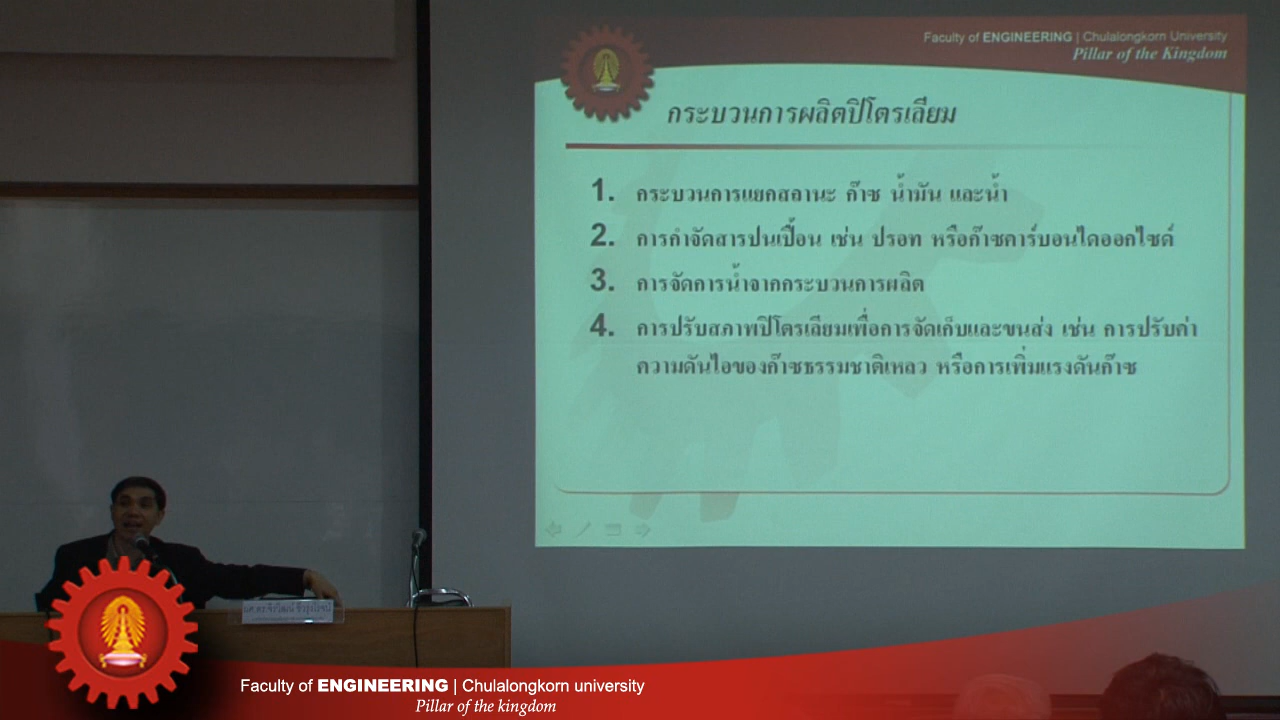 Faculty of ENGINEERING | Chulalongkorn University
Pillar of the Kingdom
กระบวนการผลิตปิโตรเลียม
1. กระบวนการแยกสถานะ ก๊าซ น้ำมัน และน้ำ
2. การกำจัดสารปนเปื้อน เช่น ปรอท หรือก๊าซคาร์บอนไดออกไซด์
3. การจัดการน้ำจากกระบวนการผลิต
4. การปรับสภาพปิโตรเลียมเพื่อการจัดเก็บและขนส่ง เช่น การปรับค่า
ความดันไอของก๊าซธรรมชาติเหลว หรือการเพิ่มแรงดันก๊าซ
Faculty of ENGINEERING | Chulalongkorn university
Pillar of the kingdom